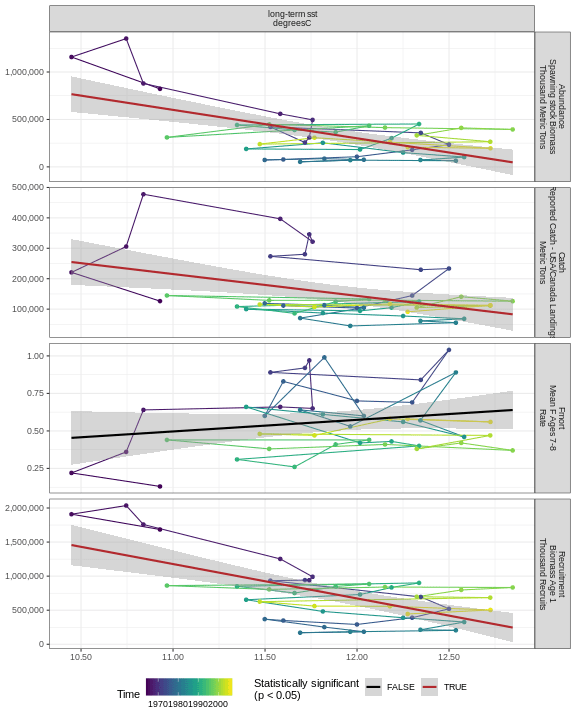 long-term sst
degreesC
1,000,000
500,000
0
Abundance
Spawning stock Biomass
Thousand Metric Tons
500,000
400,000
300,000
200,000
100,000
Catch
Reported Catch - USA/Canada Landings
Metric Tons
1.00
0.75
0.50
0.25
Fmort
Mean F Ages 7-8
Rate
2,000,000
1,500,000
1,000,000
500,000
0
Recruitment
Biomass Age 1
Thousand Recruits
10.50 11.00 11.50 12.00 12.50
Time
1970198019902000
Statistically significant
(p < 0.05)
FALSE
TRUE